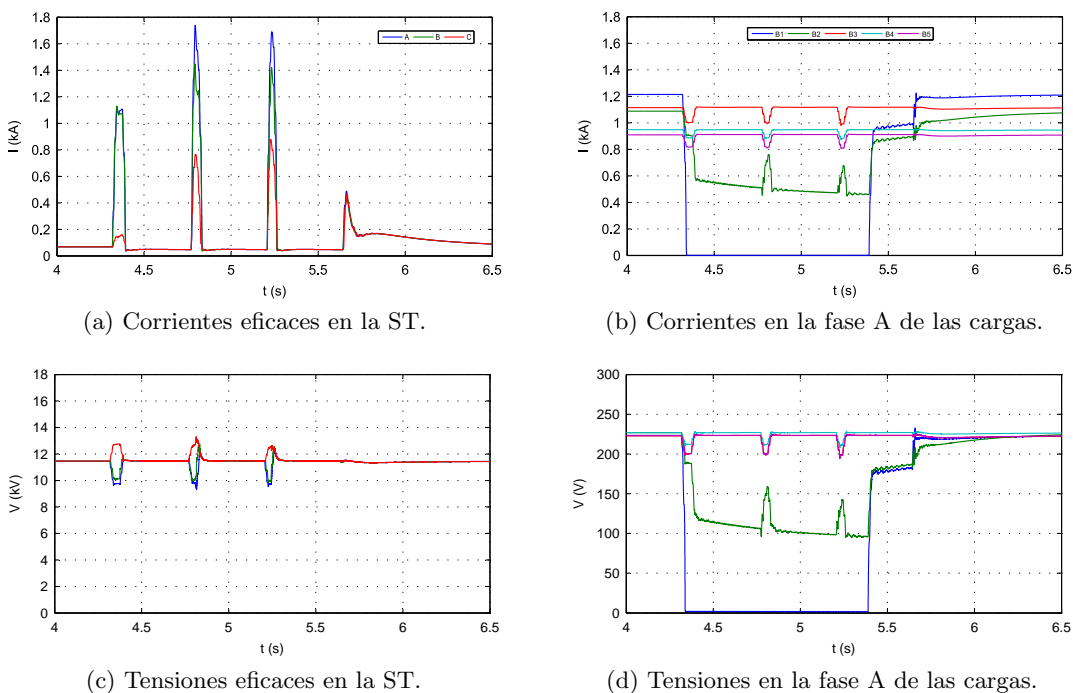 1.8
1.6
1.4
1.2
1
0.8
0.6
0.4
0.2
0
I (kA)
A B C
4 4.5 5 5.5 6 6.5
t (s)
(a) Corrientes eficaces en la ST.
1.8
1.6
1.4
1.2
1
0.8
0.6
0.4
0.2
0
I (kA)
B1 B2 B3 B4 B5
4 4.5 5 5.5 6 6.5
t (s)
(b) Corrientes en la fase A de las cargas.
18
16
14
12
10
8
6
4
2
0
V (kV)
4 4.5 5 5.5 6 6.5
t (s)
(c) Tensiones eficaces en la ST.
300
250
200
150
100
50
0
V (V)
4 4.5 5 5.5 6 6.5
t (s)
(d) Tensiones en la fase A de las cargas.